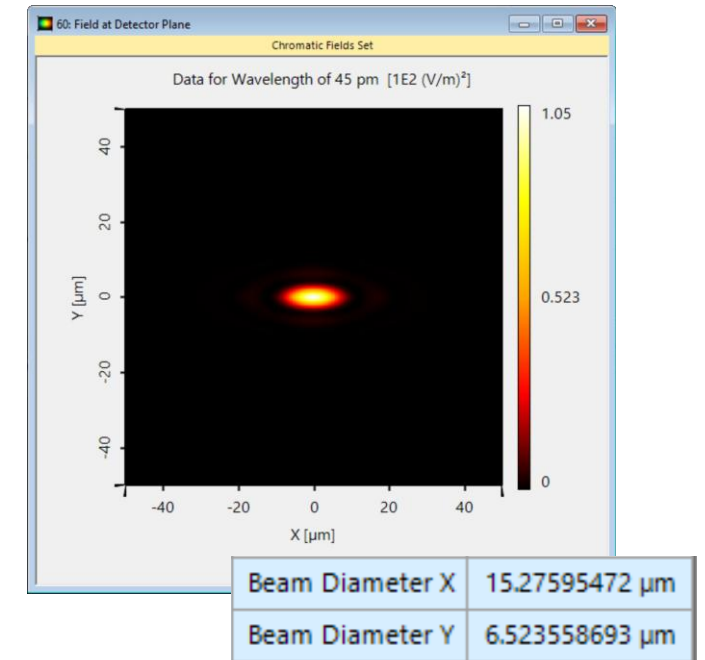 60: Field at Detector Plane
Chromatic Fields Set
Data for Wavelength of 45 pm [1E2 (V/m)²]
1.05
0.523
0
Y [µm]
40
20
0
-20
-40
-40 -20 0 20 40
X [µm]
Beam Diameter X 15.27595472 µm
Beam Diameter Y 6.523558693 µm